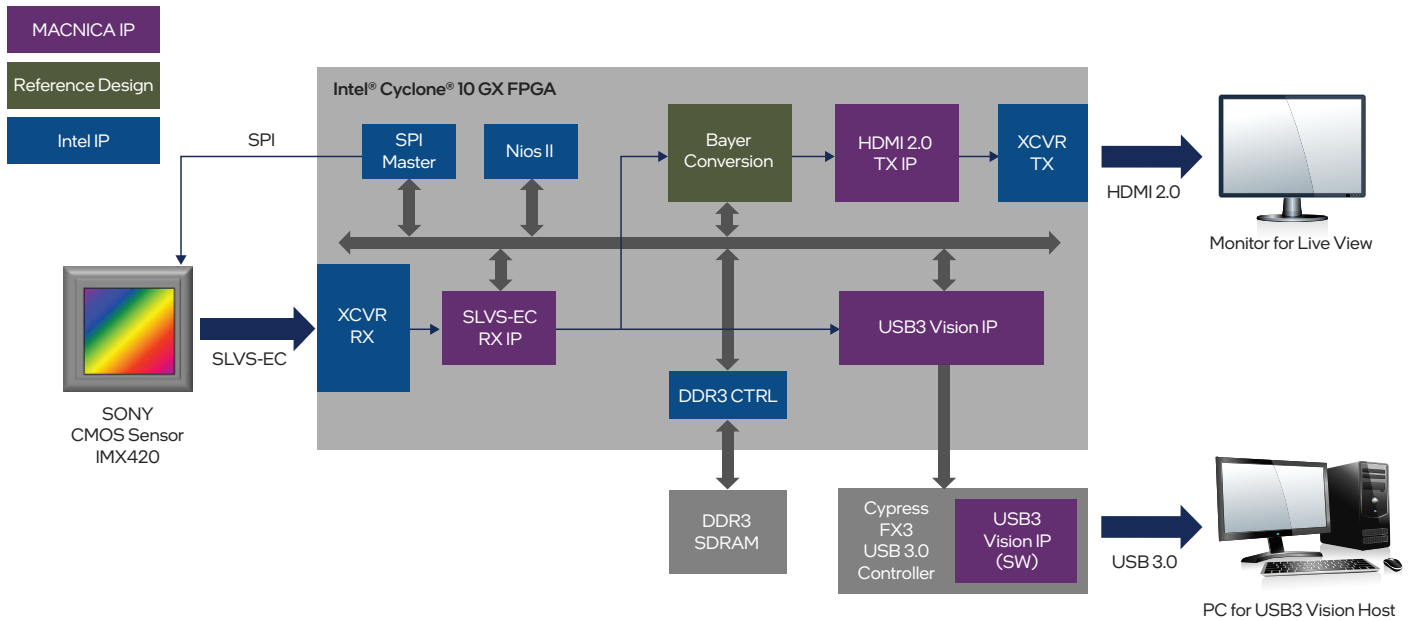 MACNICA IP
Reference Design
Intel IP
Intel® Cyclone® 10 GX FPGA
SPI
SPI
Master
Nios II
Bayer
Conversion
HDMI 2.0
TX IP
XCVR
TX
HDMI 2.0
Monitor for Live View
SONY
CMOS Sensor
IMX420
SLVS-EC
XCVR
RX
SLVS-EC
RX IP
USB3 Vision IP
DDR3 CTRL
DDR3
SDRAM
Cypress
FX3
USB 3.0
Controller
USB3
Vision IP
(SW)
USB 3.0
PC for USB3 Vision Host